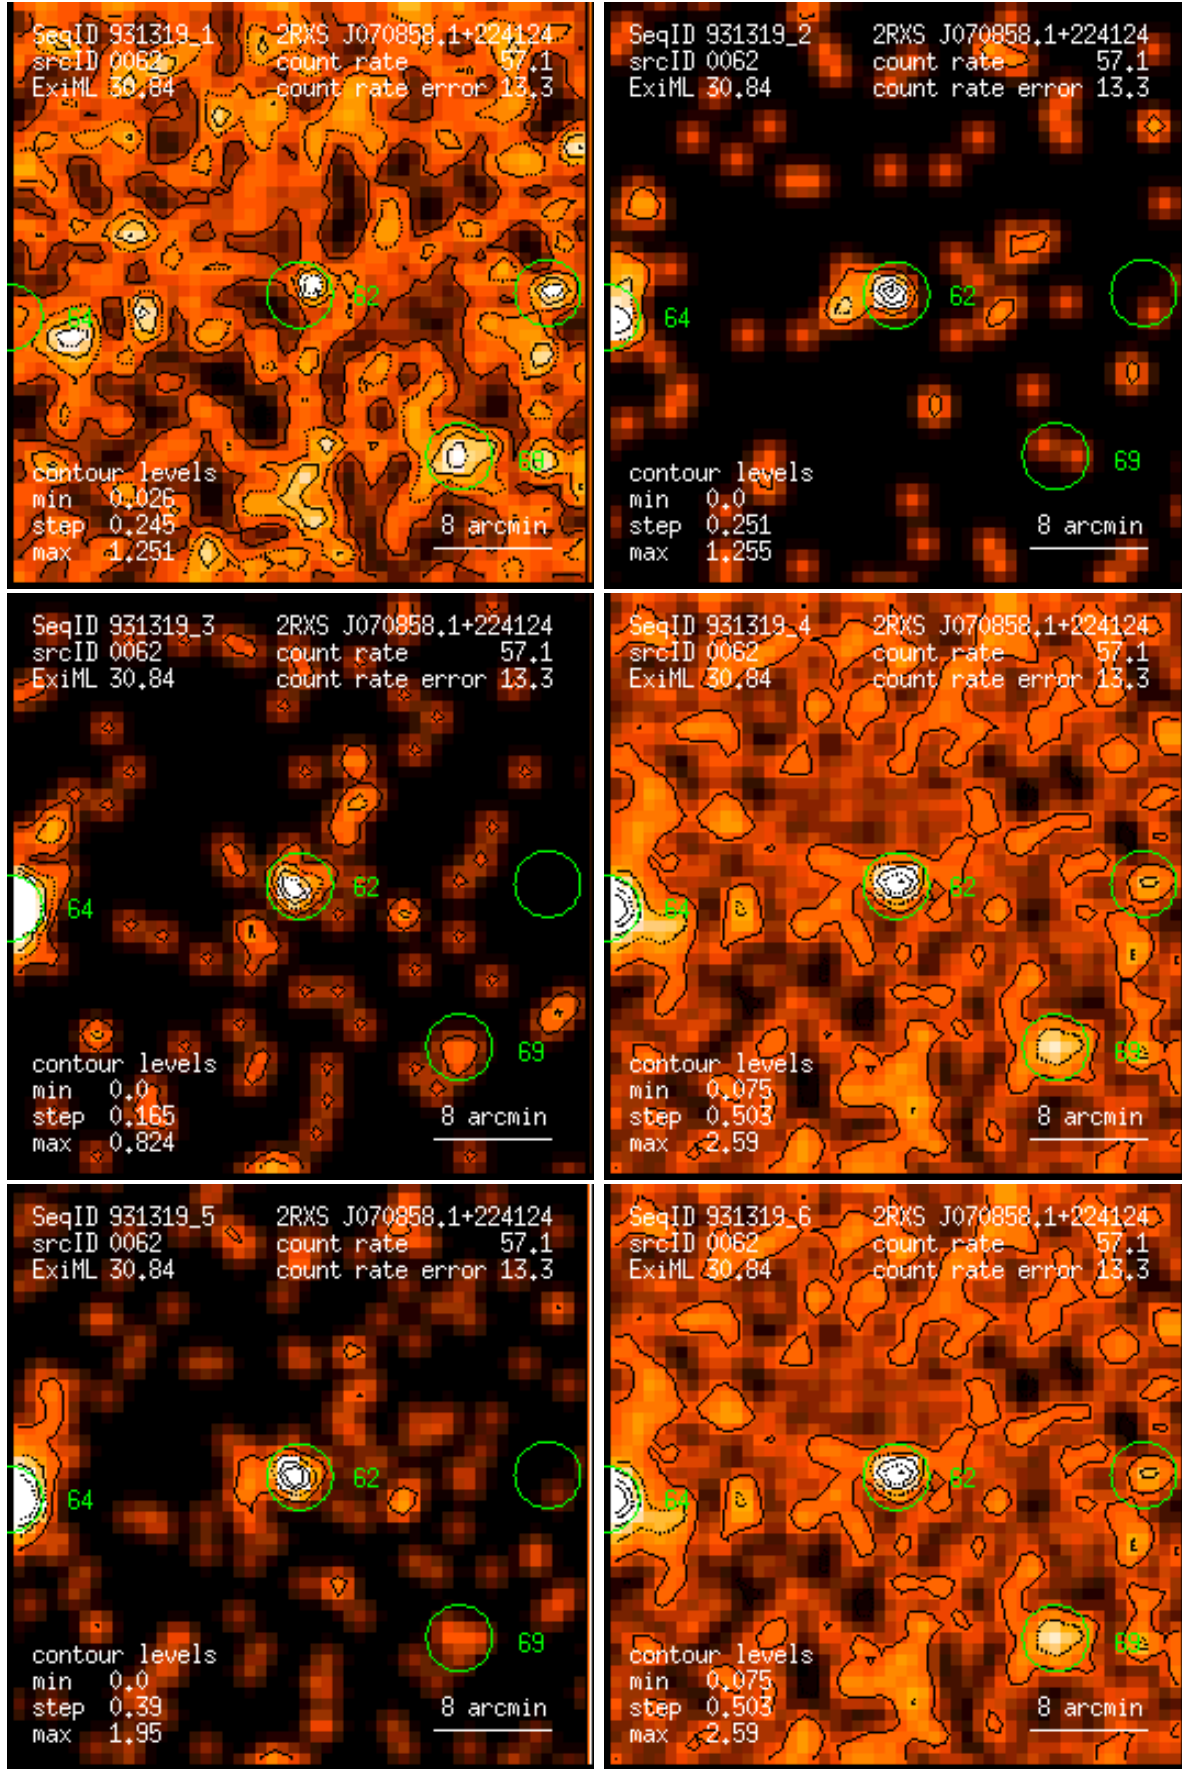 SeqID 931319_1 2RXS J070858.1+224124
srcID 0062 count rate 57.1
ExiML 30.84 count rate error 13.3
62
64
69
contour levels
min 0.026
step 0.245 8 arcmin
max 1.251
SeqID 931319_2 2RXS J070858.1+224124
srcID 0062 count rate 57.1
ExiML 30.84 count rate error 13.3
62
64
69
contour levels
min 0.0
step 0.251 8 arcmin
max 1.255
SeqID 931319_3 2RXS J070858.1+224124
srcID 0062 count rate 57.1
ExiML 30.84 count rate error 13.3
62
64
69
contour levels
min 0.0
step 0.165 8 arcmin
max 0.824
SeqID 931319_4 2RXS J070858.1+224124
srcID 0062 count rate 57.1
ExiML 30.84 count rate error 13.3
62
64
69
contour levels
min 0.075
step 0.503 8 arcmin
max 2.59
SeqID 931319_5 2RXS J070858.1+224124
srcID 0062 count rate 57.1
ExiML 30.84 count rate error 13.3
62
64
69
contour levels
min 0.0
step 0.39 8 arcmin
max 1.95
SeqID 931319_6 2RXS J070858.1+224124
srcID 0062 count rate 57.1
ExiML 30.84 count rate error 13.3
62
64
69
contour levels
min 0.075
step 0.503 8 arcmin
max 2.59